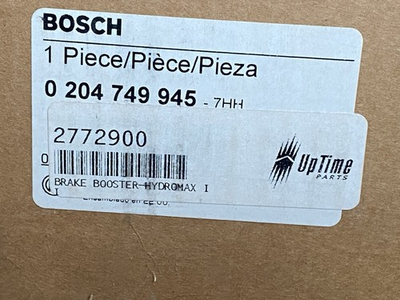 BOSCH
1 Piece/Pièce/Pieza
0 204 749 945 - 7HH
2772900
BRAKE BOOSTER-HYDROMAX I
I
UpTime
PARTS